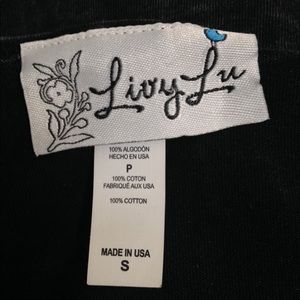 Livy Lu
100% ALGODÓN
HECHO EN USA
P
100% COTON
FABRIQUÉ AUX USA
100% COTTON
MADE IN USA
S